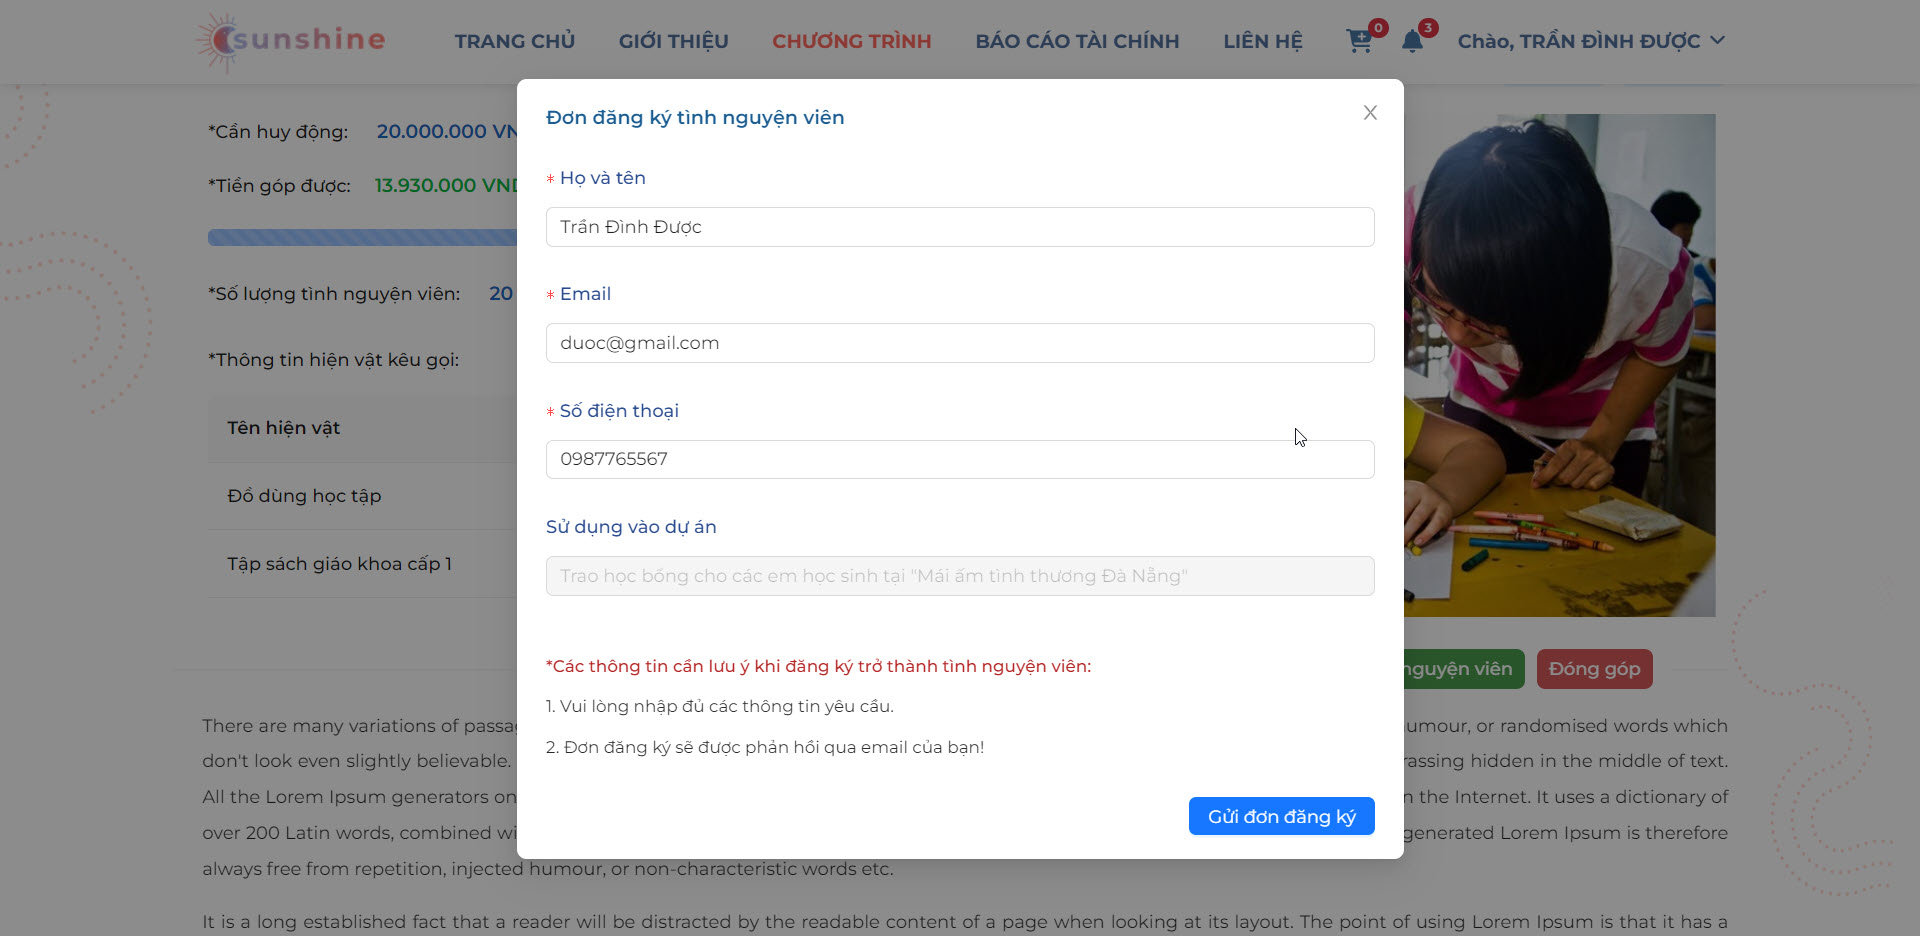 sunshine
TRANG CHỦ GIỚI THIỆU CHƯƠNG TRÌNH BÁO CÁO TÀI CHÍNH LIÊN HỆ 0 3 Chào, TRẦN ĐÌNH ĐƯỢC
*Cần huy động: 20.000.000
*Tiền góp được: 13.930.000
*Số lượng tình nguyện viên: 20
*Thông tin hiện vật kêu gọi:
Tên hiện vật
Đồ dùng học tập
Tập sách giáo khoa cấp 1
Đơn đăng ký tình nguyện viên
* Họ và tên
Trần Đình Được
* Email
duoc@gmail.com
* Số điện thoại
0987765567
Sử dụng vào dự án
Trao học bổng cho các em học sinh tại "Mái ấm tình thương Đà Nẵng"
*Các thông tin cần lưu ý khi đăng ký trở thành tình nguyện viên:
1. Vui lòng nhập đủ các thông tin yêu cầu.
2. Đơn đăng ký sẽ được phản hồi qua email của bạn!
Gửi đơn đăng ký
nguyện viên Đóng góp
There are many variations of or randomised words which
don't look even slightly believable. hidden in the middle of text.
All the Lorem Ipsum generators on the Internet. It uses a dictionary of
over 200 Latin words, combined generated Lorem Ipsum is therefore
always free from repetition, injected humour, or non-characteristic words etc.
It is a long established fact that a reader will be distracted by the readable content of a page when looking at its layout. The point of using Lorem Ipsum is that it has a